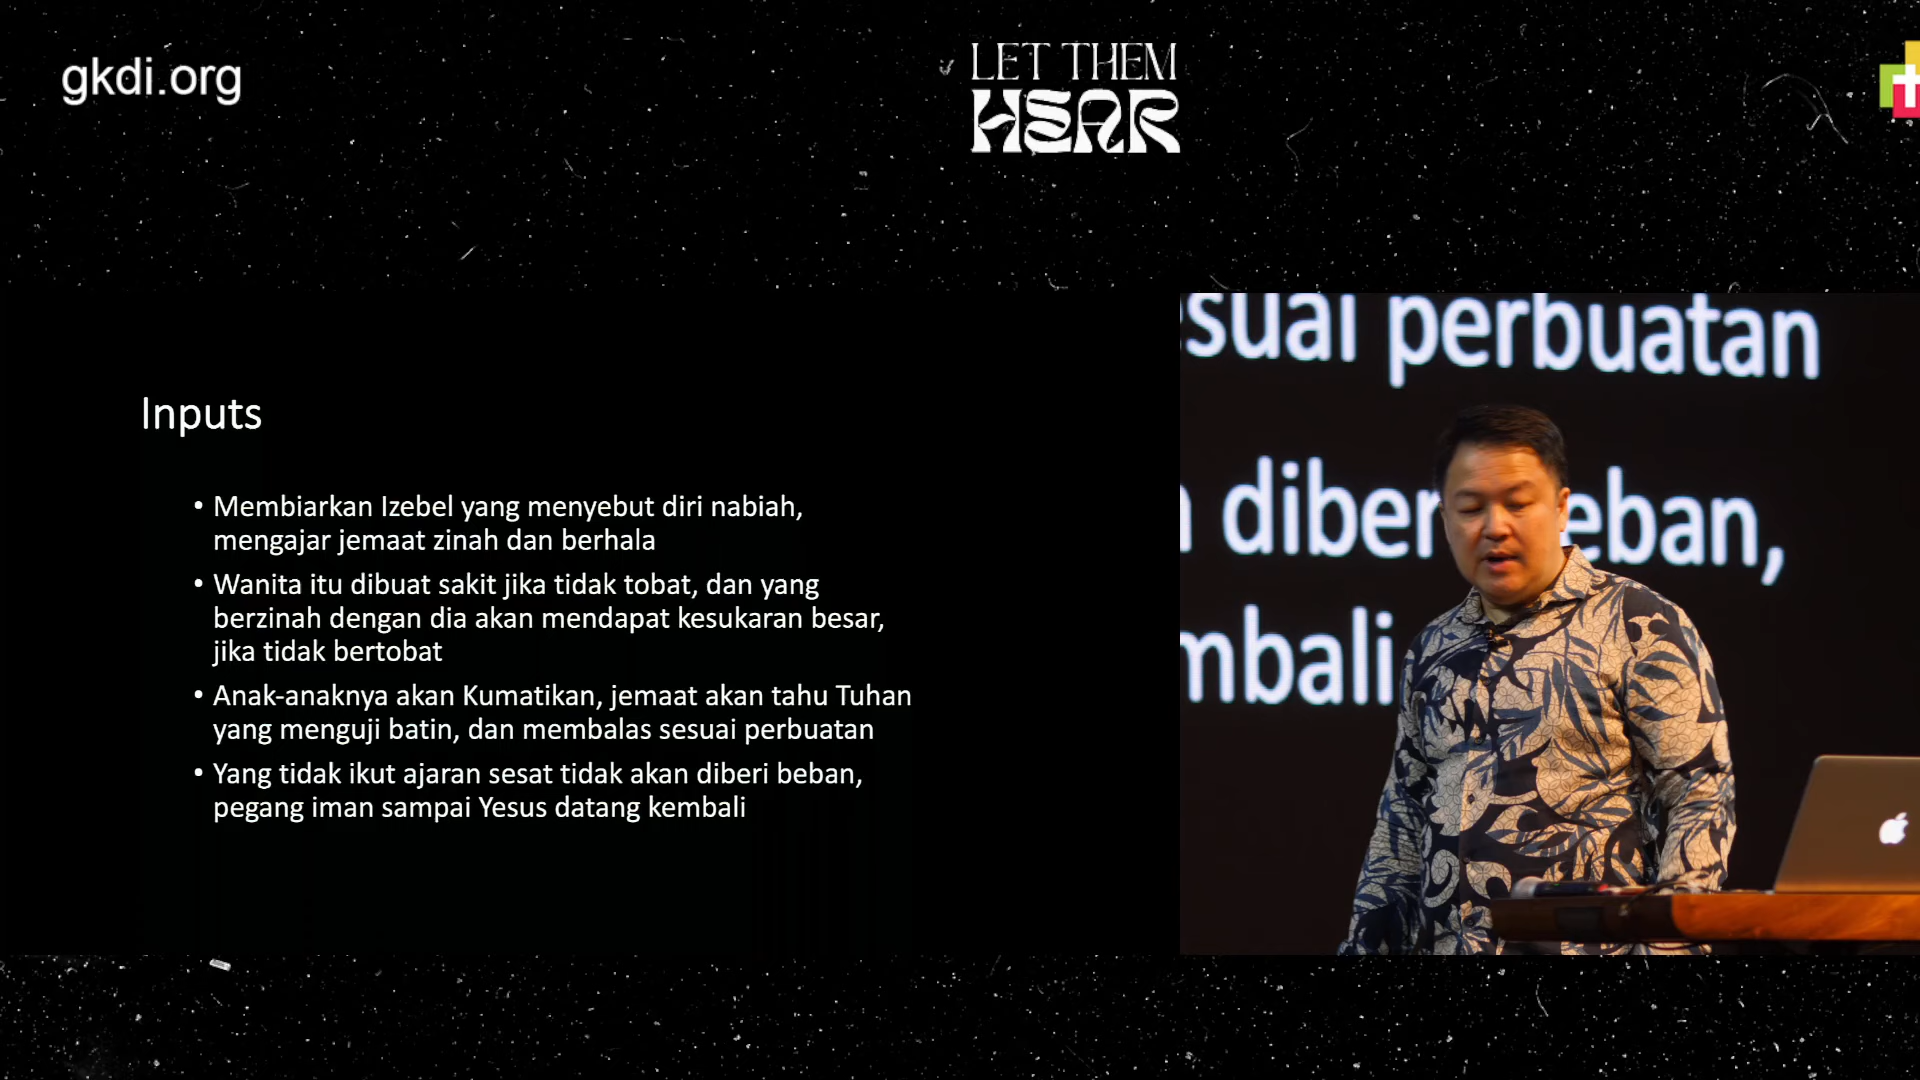 gkdi.org
LET THEM
HEAR
Inputs
• Membiarkan Izebel yang menyebut diri nabiah,
mengajar jemaat zinah dan berhala
• Wanita itu dibuat sakit jika tidak tobat, dan yang
berzinah dengan dia akan mendapat kesukaran besar,
jika tidak bertobat
• Anak-anaknya akan Kumatikan, jemaat akan tahu Tuhan
yang menguji batin, dan membalas sesuai perbuatan
• Yang tidak ikut ajaran sesat tidak akan diberi beban,
pegang iman sampai Yesus datang kembali
esuai perbuatan
diber eban,
mbali